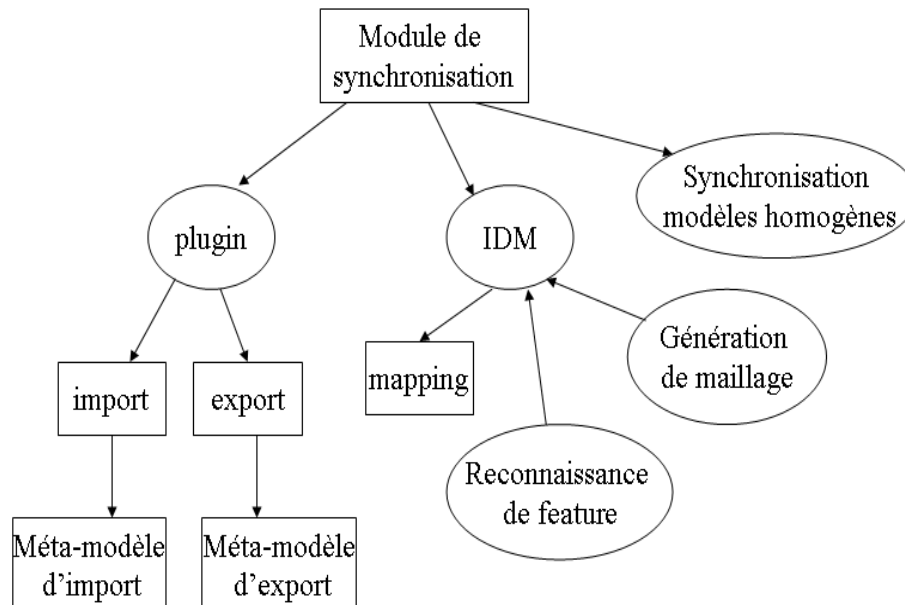 Module de
synchronisation
Synchronisation
modèles homogènes
plugin
IDM
Génération
de maillage
import
export
mapping
Reconnaissance
de feature
Méta-modèle
d'import
Méta-modèle
d'export